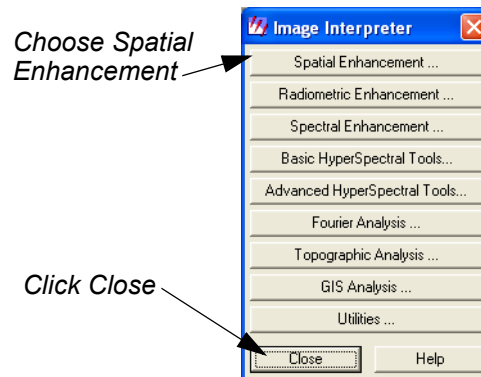 Choose Spatial
Enhancement
Image Interpreter
Spatial Enhancement ...
Radiometric Enhancement ...
Spectral Enhancement ...
Basic HyperSpectral Tools...
Advanced HyperSpectral Tools...
Fourier Analysis ...
Topographic Analysis ...
GIS Analysis ...
Utilities ...
Click Close
Close
Help